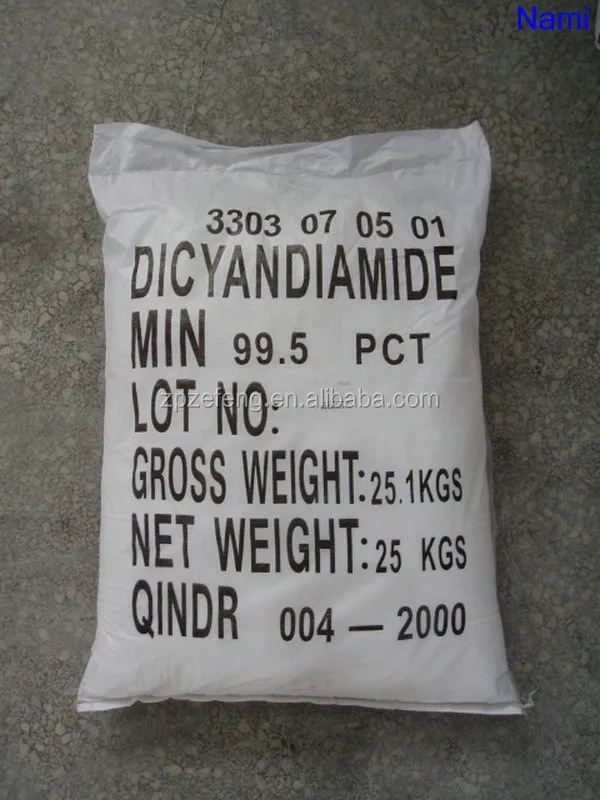 Nami
3303 07 05 01
DICYANDIAMIDE
MIN 99.5 PCT
zpzefeng.en.alibaba.com
LOT NO:
GROSS WEIGHT: 25.1KGS
NET WEIGHT: 25 KGS
QINDR 004 — 2000